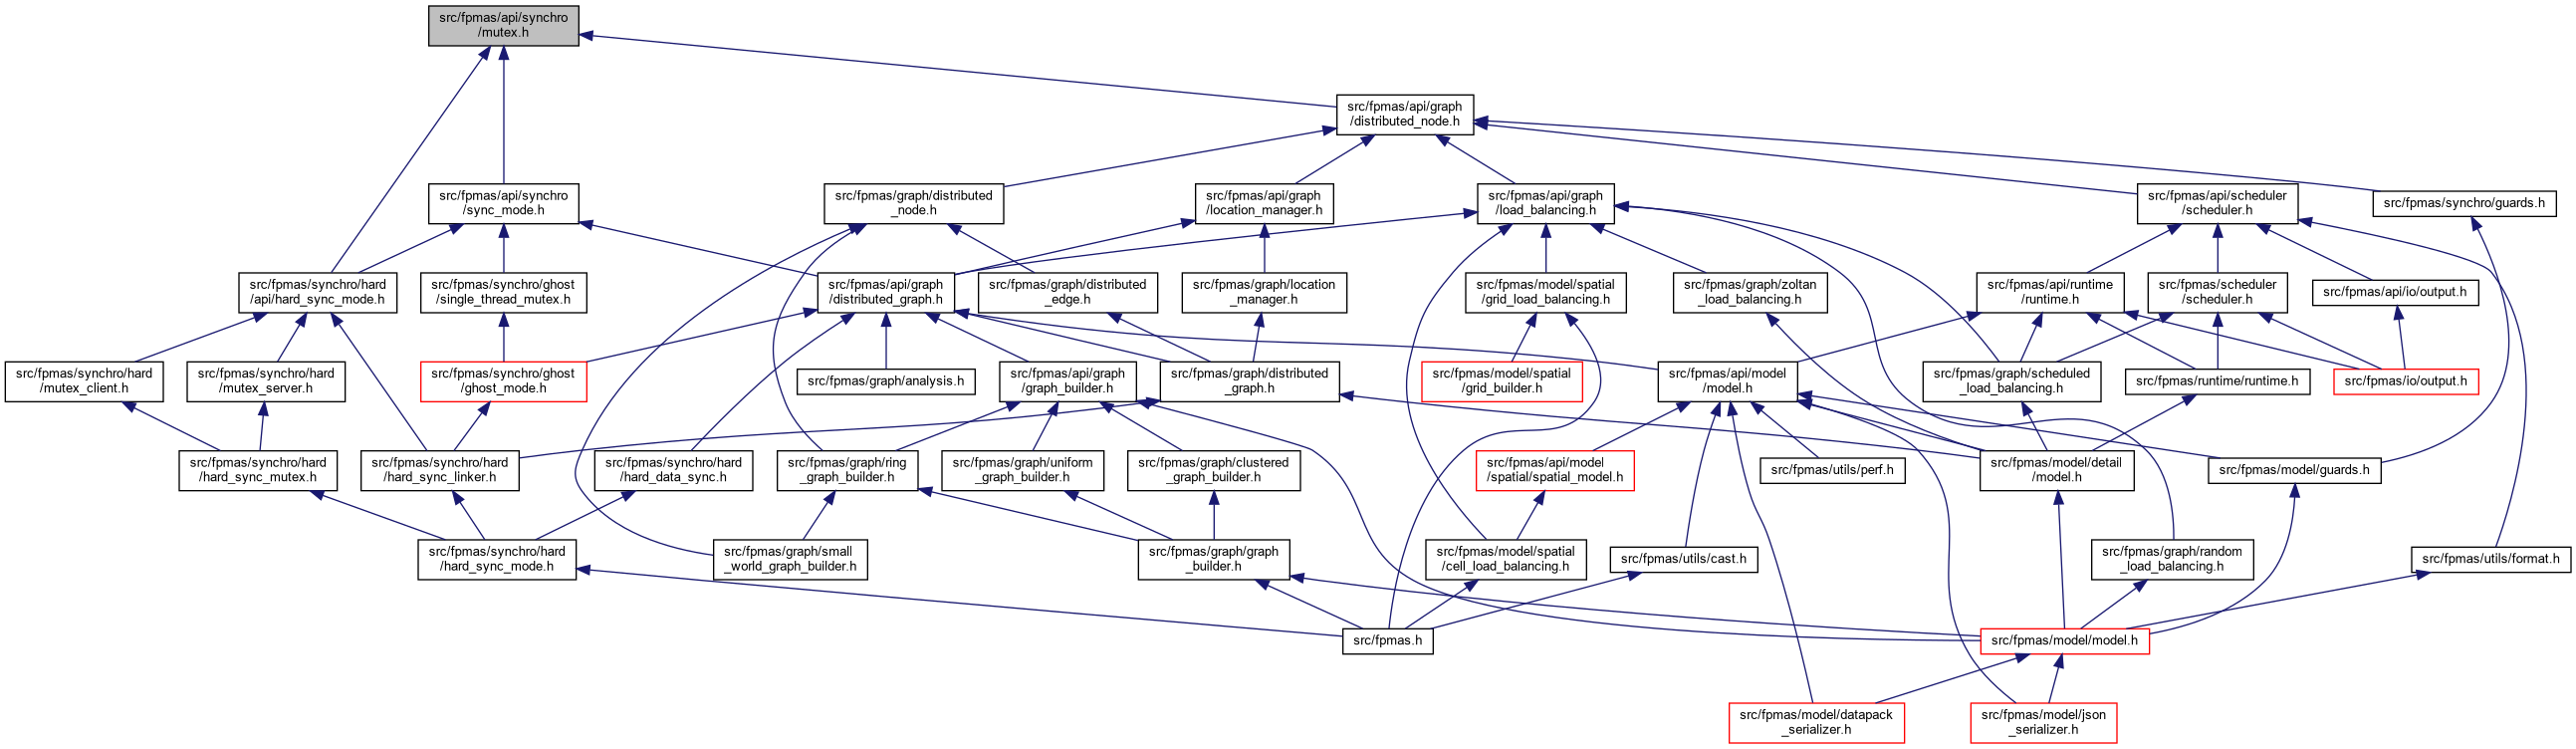 src/fpmas/api/synchro
/mutex.h
src/fpmas/api/graph
/distributed_node.h
src/fpmas/api/synchro
/sync_mode.h
src/fpmas/graph/distributed
_node.h
src/fpmas/api/graph
/location_manager.h
src/fpmas/api/graph
/load_balancing.h
src/fpmas/api/scheduler
/scheduler.h
src/fpmas/synchro/guards.h
src/fpmas/synchro/hard
/api/hard_sync_mode.h
src/fpmas/synchro/ghost
/single_thread_mutex.h
src/fpmas/api/graph
/distributed_graph.h
src/fpmas/graph/distributed
_edge.h
src/fpmas/graph/location
_manager.h
src/fpmas/model/spatial
/grid_load_balancing.h
src/fpmas/graph/zoltan
_load_balancing.h
src/fpmas/api/runtime
/runtime.h
src/fpmas/scheduler
/scheduler.h
src/fpmas/api/io/output.h
src/fpmas/synchro/hard
/mutex_client.h
src/fpmas/synchro/hard
/mutex_server.h
src/fpmas/synchro/ghost
/ghost_mode.h
src/fpmas/graph/analysis.h
src/fpmas/api/graph
/graph_builder.h
src/fpmas/graph/distributed
_graph.h
src/fpmas/model/spatial
/grid_builder.h
src/fpmas/api/model
/model.h
src/fpmas/graph/scheduled
_load_balancing.h
src/fpmas/runtime/runtime.h
src/fpmas/io/output.h
src/fpmas/synchro/hard
/hard_sync_mutex.h
src/fpmas/synchro/hard
/hard_sync_linker.h
src/fpmas/synchro/hard
/hard_data_sync.h
src/fpmas/graph/ring
_graph_builder.h
src/fpmas/graph/uniform
_graph_builder.h
src/fpmas/graph/clustered
_graph_builder.h
src/fpmas/api/model
/spatial/spatial_model.h
src/fpmas/utils/perf.h
src/fpmas/model/detail
/model.h
src/fpmas/model/guards.h
src/fpmas/synchro/hard
/hard_sync_mode.h
src/fpmas/graph/small
_world_graph_builder.h
src/fpmas/graph/graph
_builder.h
src/fpmas/model/spatial
/cell_load_balancing.h
src/fpmas/utils/cast.h
src/fpmas/graph/random
_load_balancing.h
src/fpmas/utils/format.h
src/fpmas.h
src/fpmas/model/model.h
src/fpmas/model/datapack
_serializer.h
src/fpmas/model/json
_serializer.h